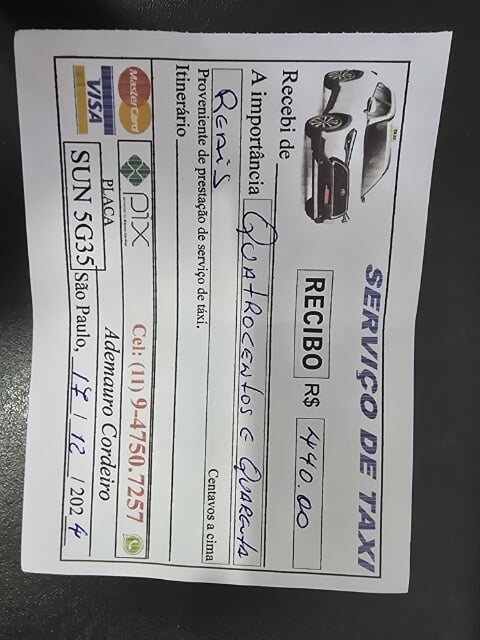 SERVIÇO DE TAXI
RECIBO R$ 440.00
Recebi de
A importância Quatrocentos e Quarenta
Reais Centavos a cima
Proveniente de prestação de serviço de táxi.
Itinerário
MasterCard
VISA
pix
Cel: (11) 9-4750.7257
PLACA
Ademauro Cordeiro
SUN 5G35 São Paulo, 17 / 12 / 2024